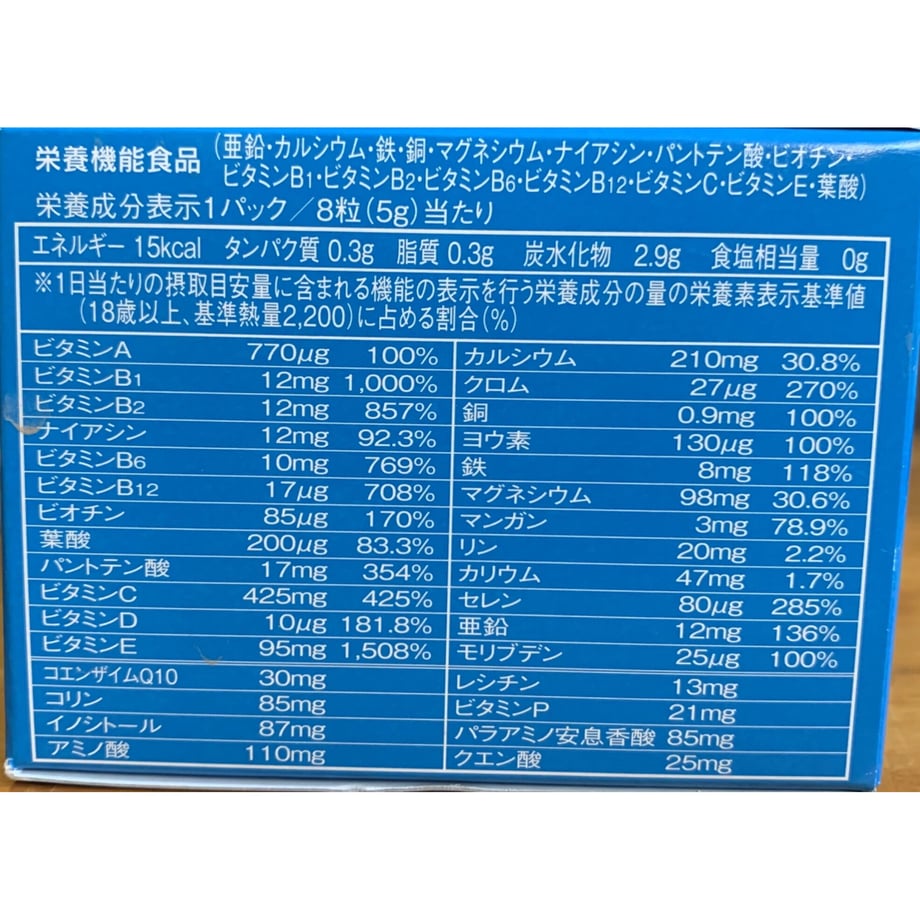 栄養機能食品(亜鉛・カルシウム・鉄・銅・マグネシウム・ナイアシン・パントテン酸・ビオチン・
ビタミンB1・ビタミンB2・ビタミンB6・ビタミンB12・ビタミンC・ビタミンE・葉酸)
栄養成分表示1パック/8粒(5g)当たり
エネルギー 15kcal タンパク質 0.3g 脂質 0.3g 炭水化物 2.9g 食塩相当量 0g
※1日当たりの摂取目安量に含まれる機能の表示を行う栄養成分の量の栄養素表示基準値
(18歳以上、基準熱量2,200)に占める割合(%)
ビタミンA 770μg 100%
ビタミンB1 12mg 1,000%
ビタミンB2 12mg 857%
ナイアシン 12mg 92.3%
ビタミンB6 10mg 769%
ビタミンB12 17μg 708%
ビオチン 85μg 170%
葉酸 200μg 83.3%
パントテン酸 17mg 354%
ビタミンC 425mg 425%
ビタミンD 10μg 181.8%
ビタミンE 95mg 1,508%
コエンザイムQ10 30mg
コリン 85mg
イノシトール 87mg
アミノ酸 110mg
カルシウム 210mg 30.8%
クロム 27μg 270%
銅 0.9mg 100%
ヨウ素 130μg 100%
鉄 8mg 118%
マグネシウム 98mg 30.6%
マンガン 3mg 78.9%
リン 20mg 2.2%
カリウム 47mg 1.7%
セレン 80μg 285%
亜鉛 12mg 136%
モリブデン 25μg 100%
レシチン 13mg
ビタミンP 21mg
パラアミノ安息香酸 85mg
クエン酸 25mg